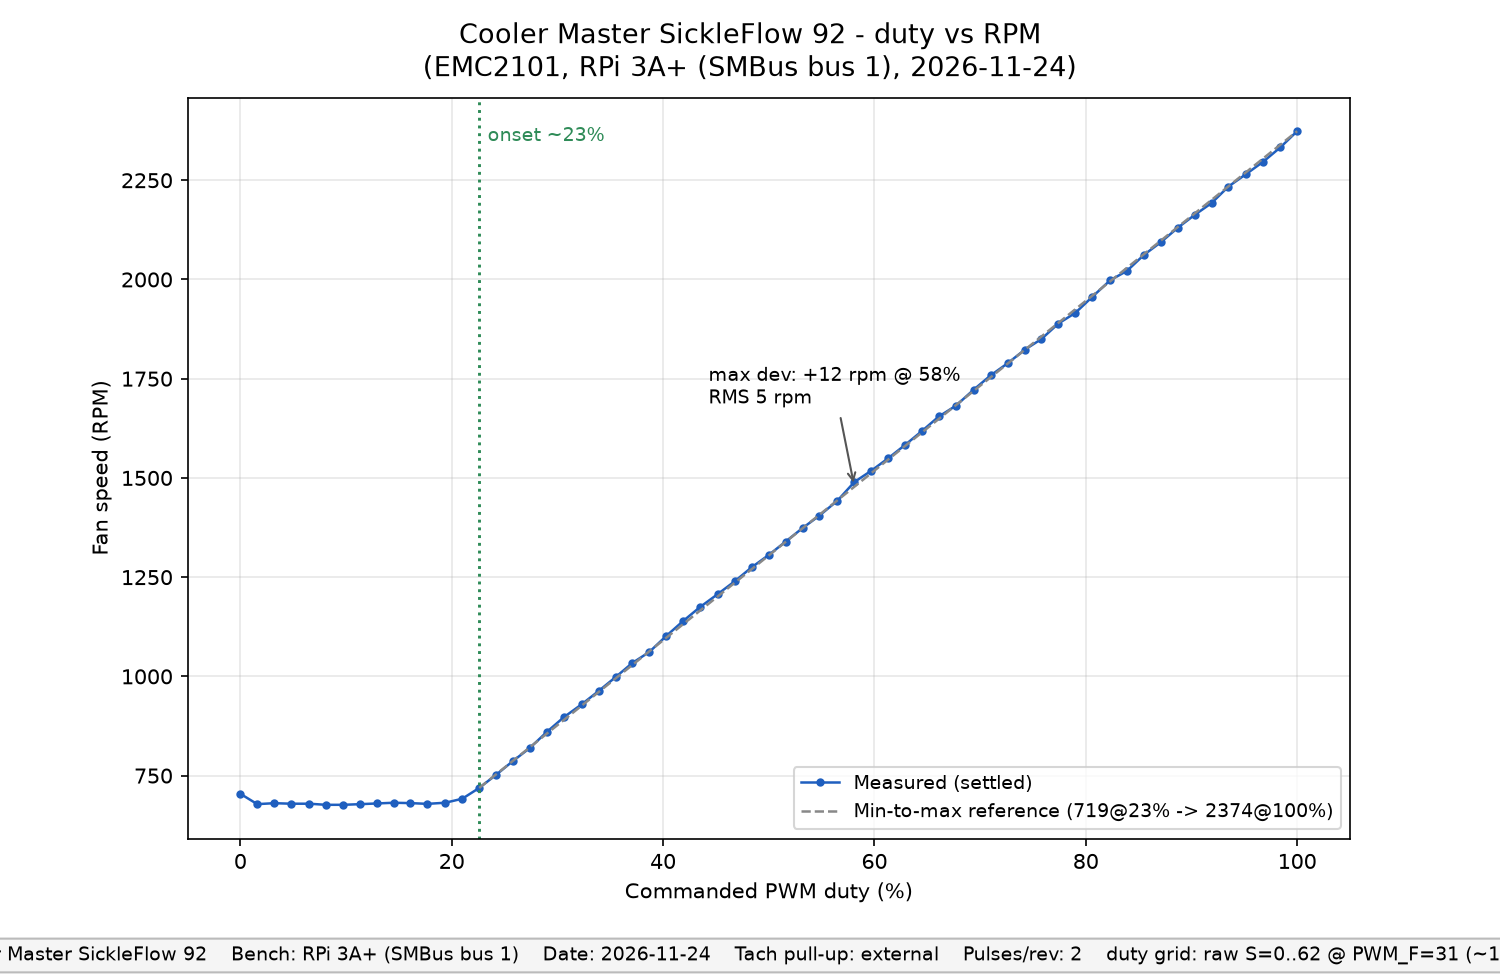 Cooler Master SickleFlow 92 - duty vs RPM
(EMC2101, RPi 3A+ (SMBus bus 1), 2026-11-24)
onset ~23%
2250
2000
1750
1500
1250
1000
750
Fan speed (RPM)
max dev: +12 rpm @ 58%
RMS 5 rpm
Measured (settled)
Min-to-max reference (719@23% -> 2374@100%)
0 20 40 60 80 100
Commanded PWM duty (%)
Master SickleFlow 92 Bench: RPi 3A+ (SMBus bus 1) Date: 2026-11-24 Tach pull-up: external Pulses/rev: 2 duty grid: raw S=0..62 @ PWM_F=31 (~1